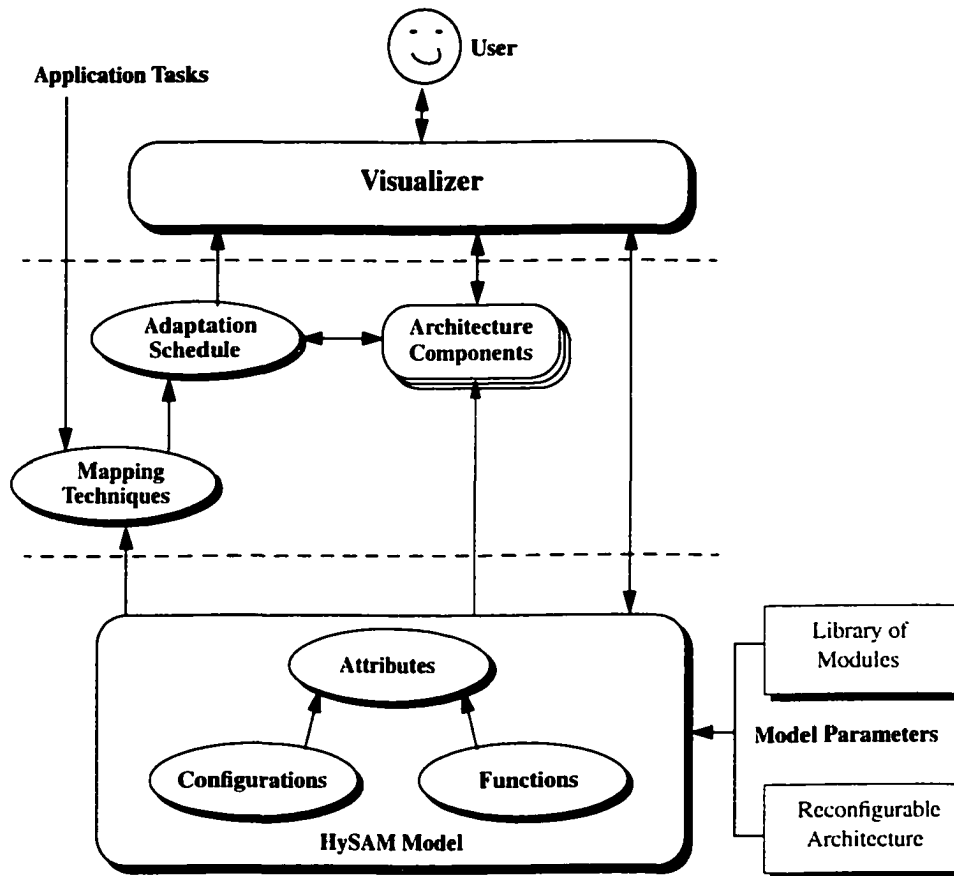 User
Application Tasks
Visualizer
Adaptation
Schedule
Architecture
Components
Mapping
Techniques
Attributes
Configurations
Functions
HySAM Model
Library of
Modules
Model Parameters
Reconfigurable
Architecture